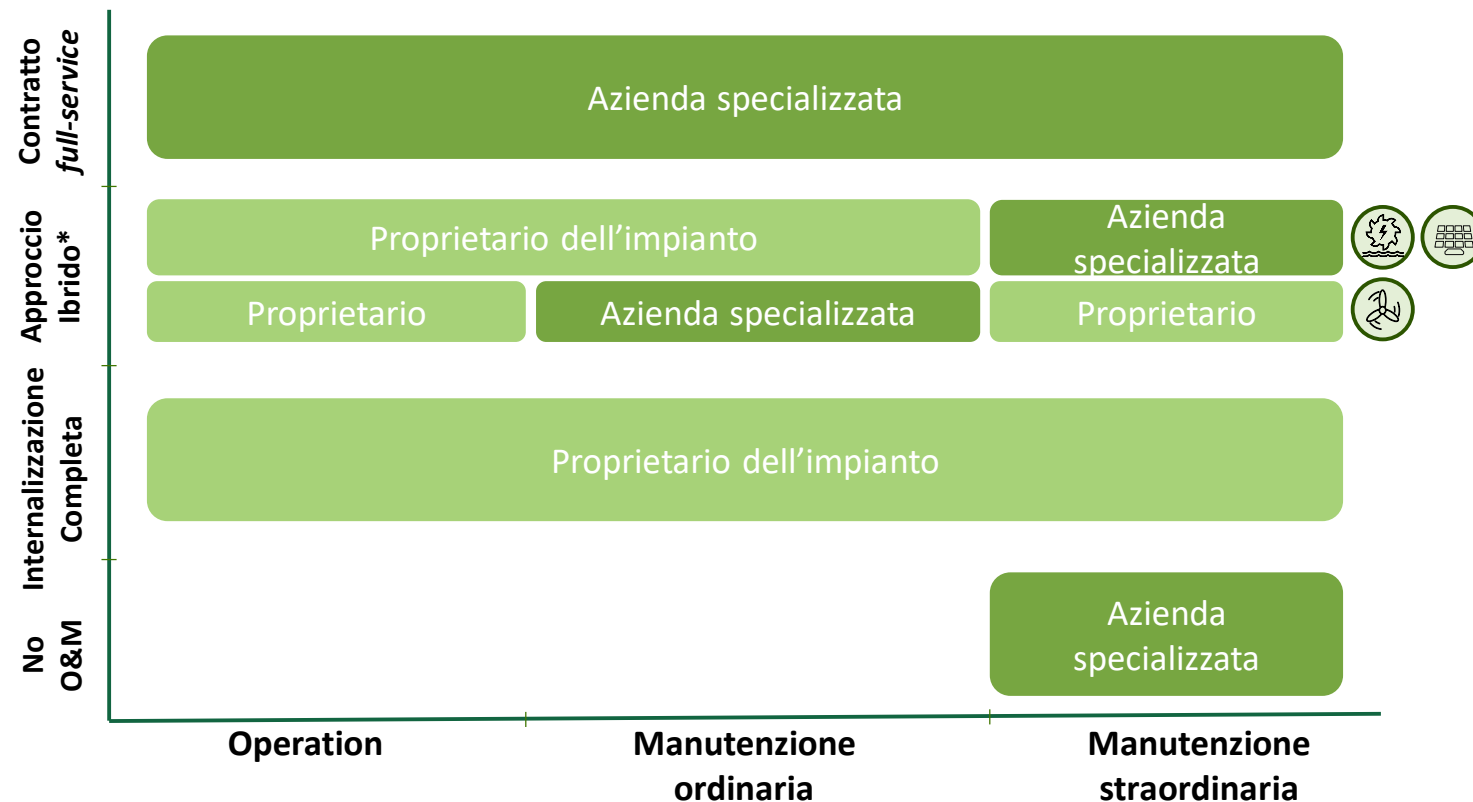 Contratto
full-service
Azienda specializzata
Approccio
Ibrido*
Proprietario dell’impianto
Azienda
specializzata
Proprietario
Azienda specializzata
Proprietario
Internalizzazione
Completa
Proprietario dell’impianto
No
O&M
Azienda
specializzata
Operation
Manutenzione
ordinaria
Manutenzione
straordinaria